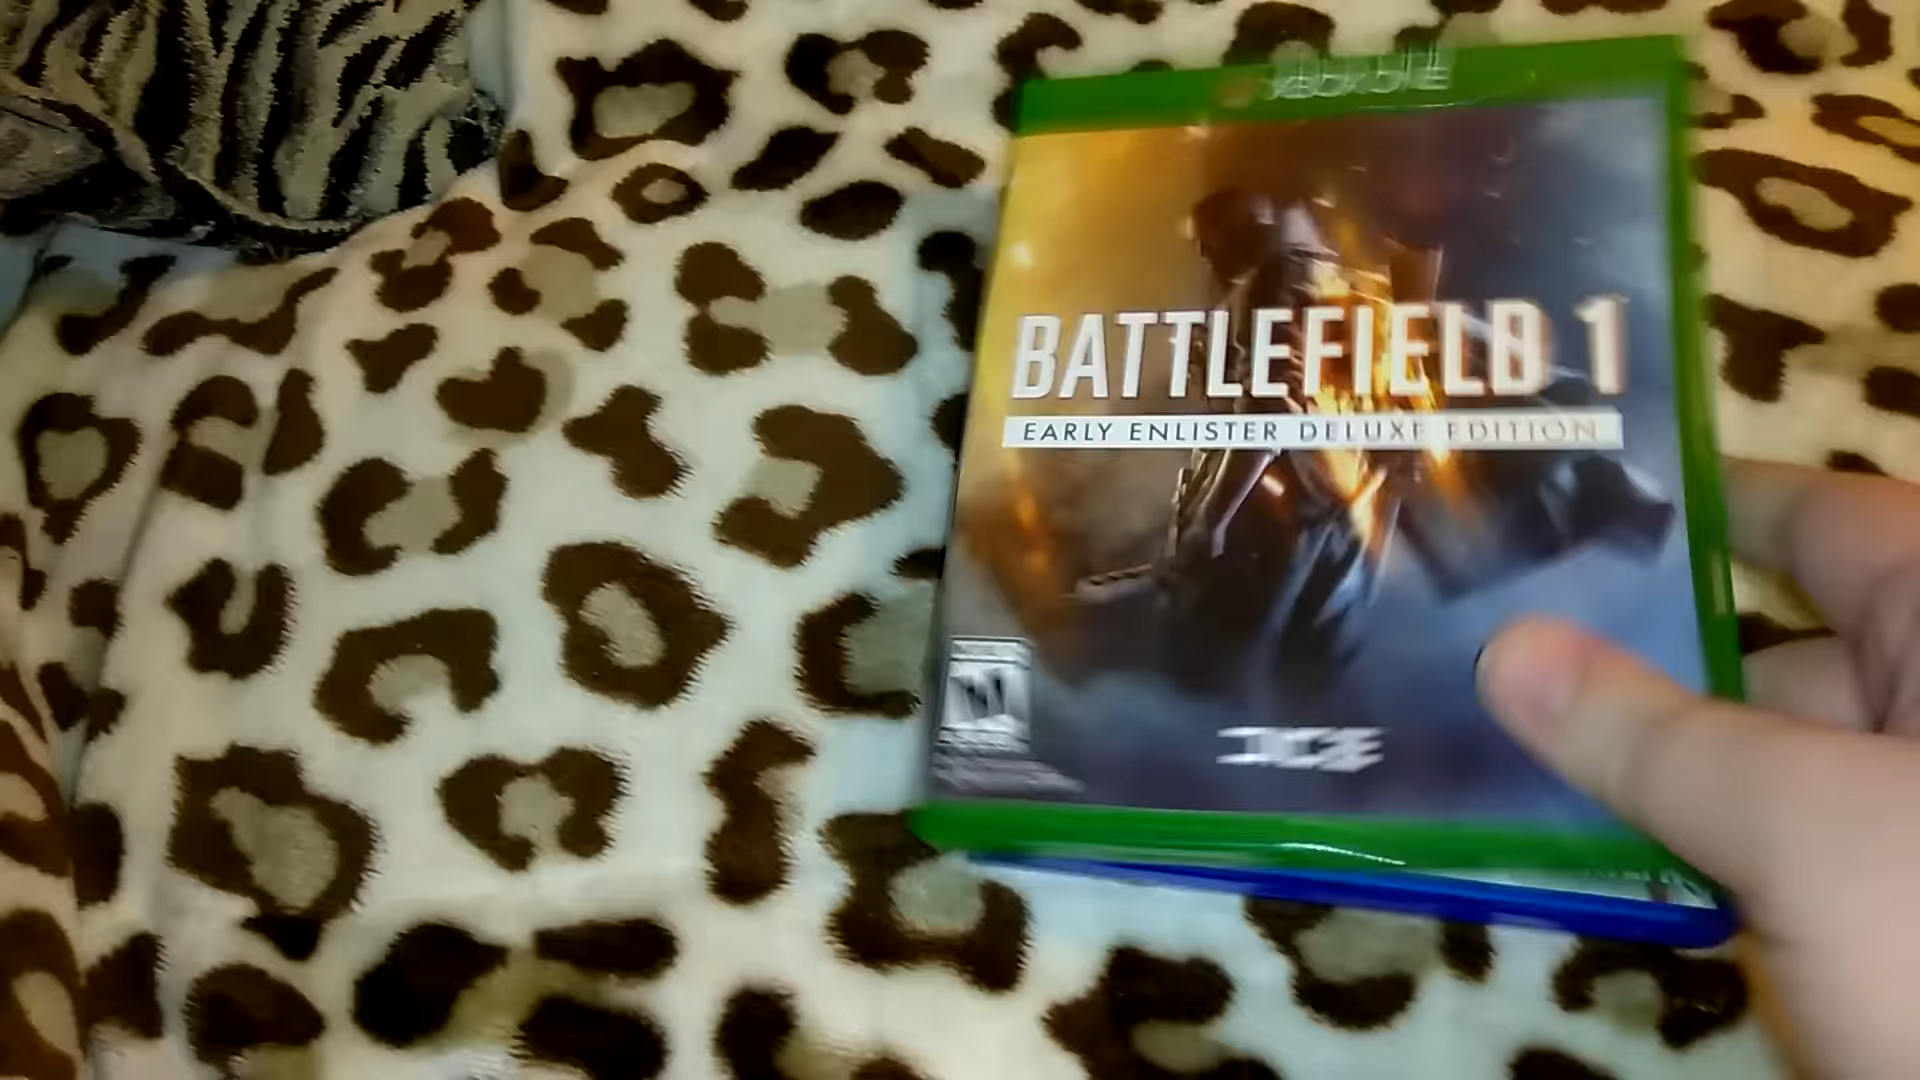 XBOX ONE
BATTLEFIELD 1
EARLY ENLISTER DELUXE EDITION
M
DICE